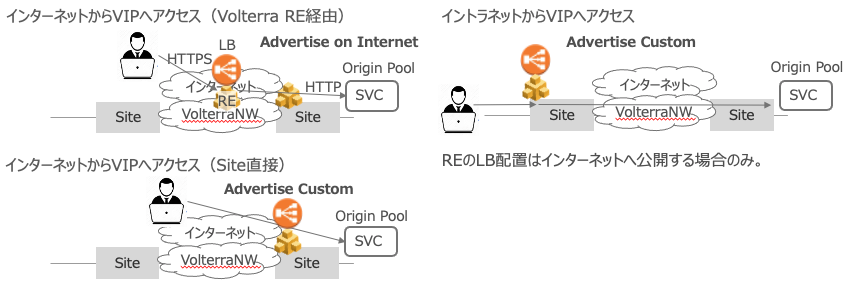 インターネットからVIPへアクセス（Volterra RE経由）
LB
Advertise on Internet
HTTPS
Origin Pool
インターネット
HTTP
RE
SVC
Site
VolterraNW
Site
イントラネットからVIPへアクセス
Advertise Custom
Origin Pool
インターネット
SVC
Site
VolterraNW
Site
REのLB配置はインターネットへ公開する場合のみ。
インターネットからVIPへアクセス（Site直接）
Advertise Custom
Origin Pool
インターネット
SVC
Site
VolterraNW
Site